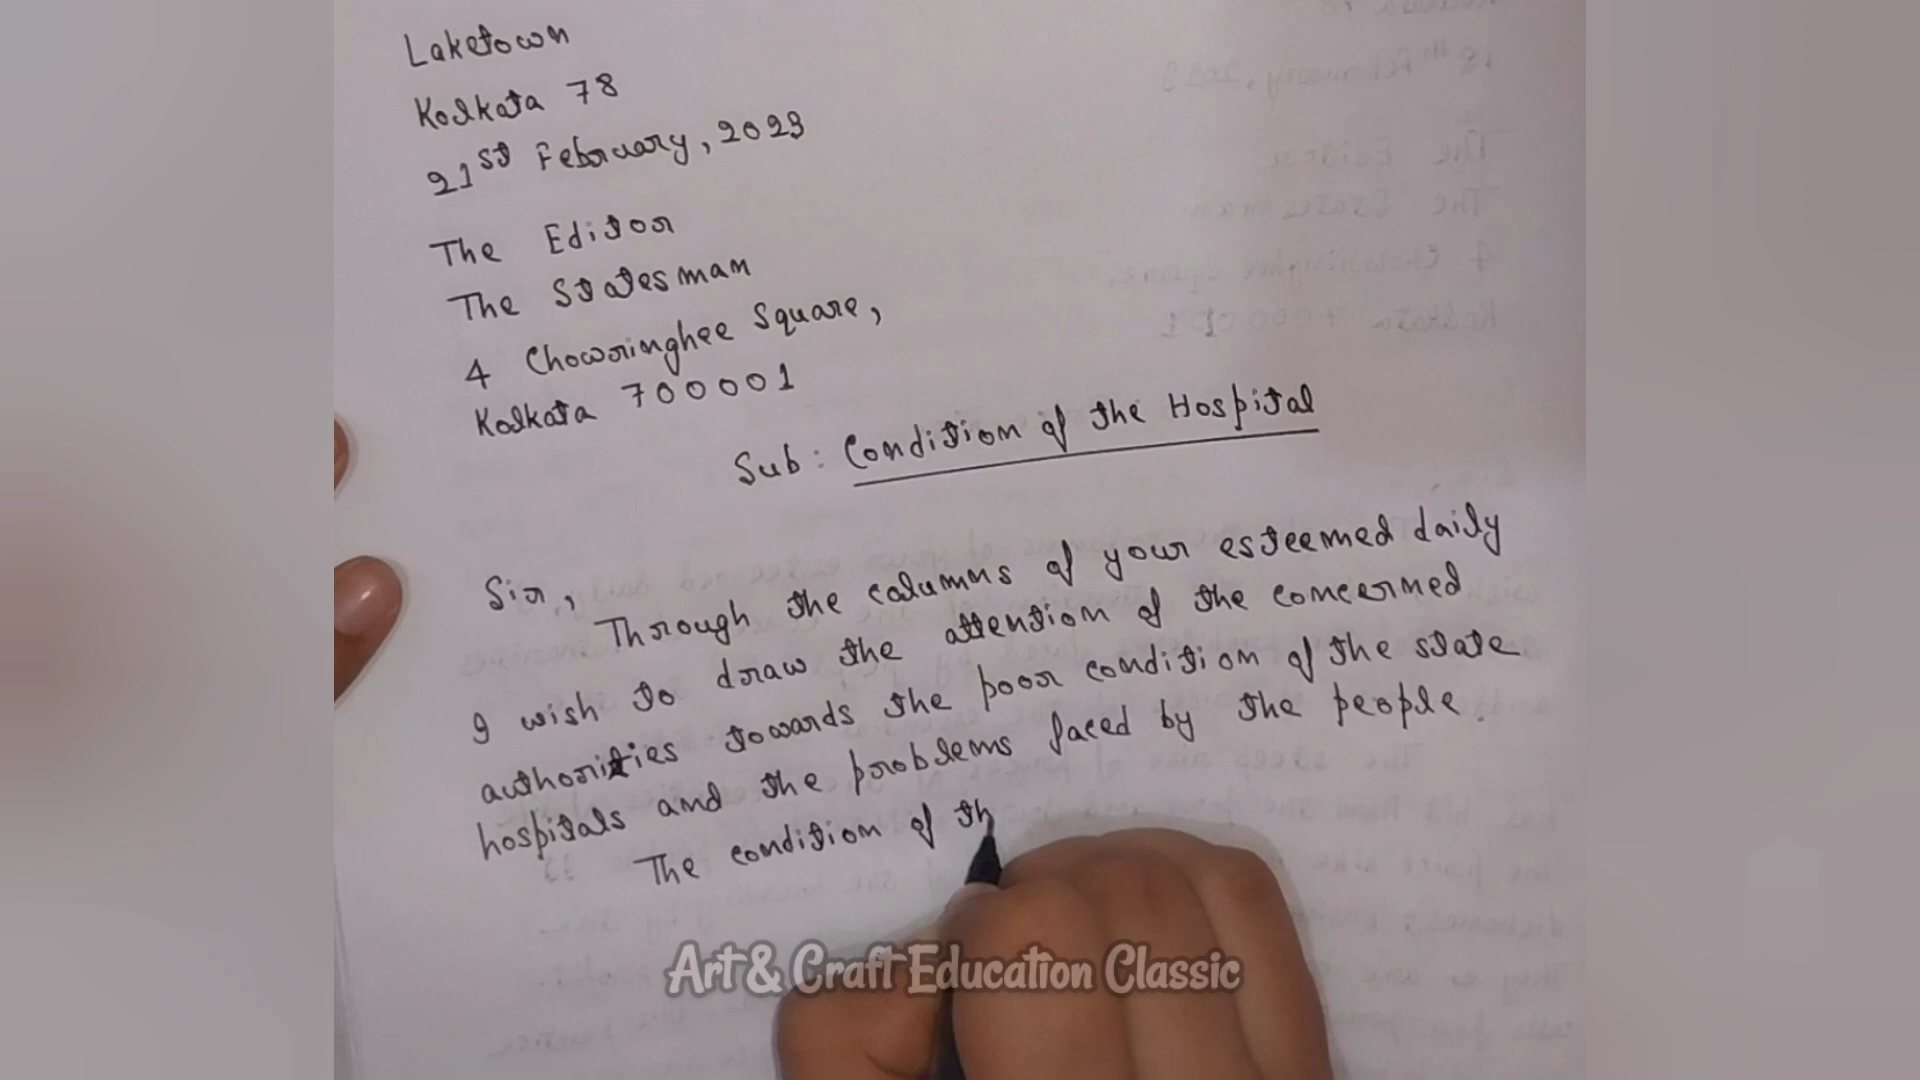 Laketown
Kolkata 78
21st February, 2023
The Editor
The Statesman
4 Chowringhee Square,
Kolkata 700001
Sub: Condition of the Hospital
Sir,
Through the columns of your esteemed daily
I wish to draw the attention of the concerned
authorities towards the poor condition of the state
hospitals and the problems faced by the people.
The condition of th
Art & Craft Education Classic